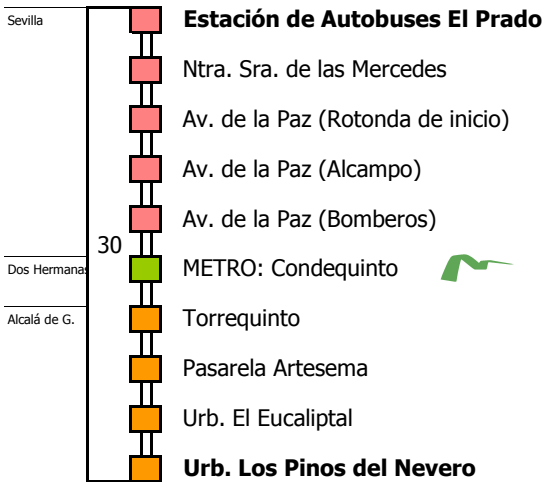 Sevilla
Estación de Autobuses El Prado
Ntra. Sra. de las Mercedes
Av. de la Paz (Rotonda de inicio)
Av. de la Paz (Alcampo)
Av. de la Paz (Bomberos)
30
Dos Hermanas
METRO: Condequinto
Alcalá de G.
Torrequinto
Pasarela Artesema
Urb. El Eucaliptal
Urb. Los Pinos del Nevero